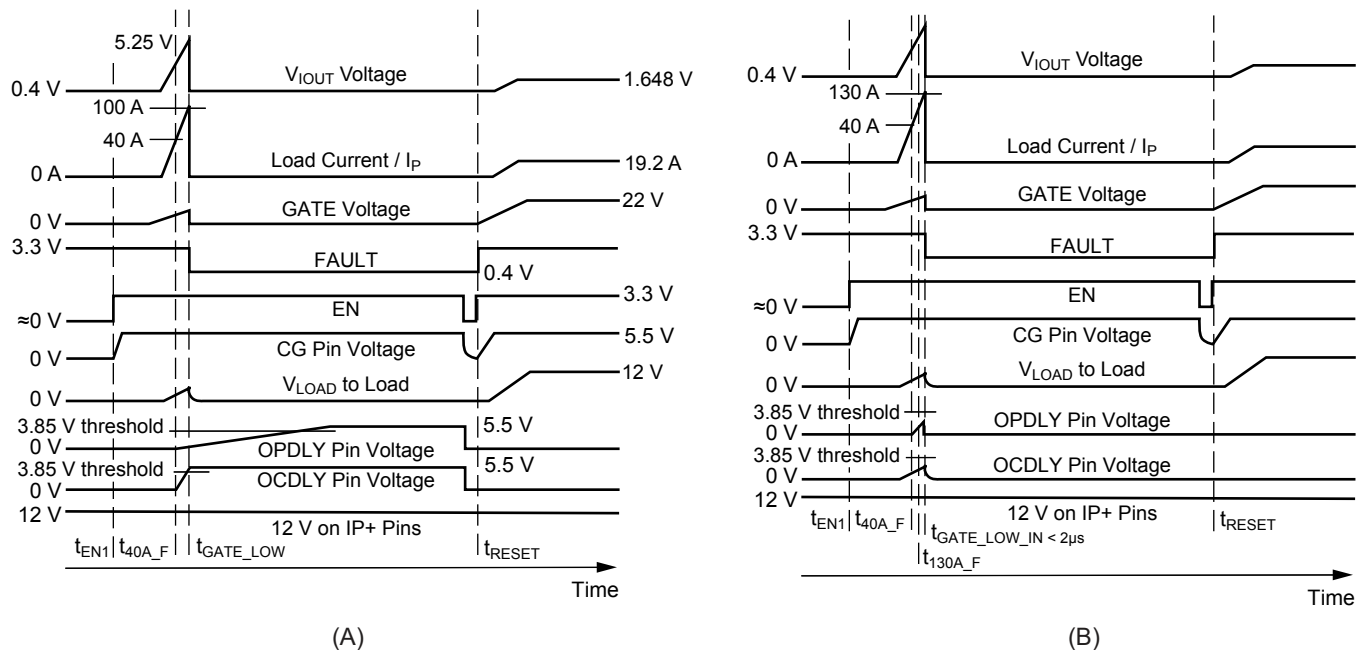 5.25 V
0.4 V
V_IOUT Voltage
1.648 V
100 A
40 A
0 A
Load Current / I_P
19.2 A
0 V
GATE Voltage
22 V
3.3 V
FAULT
0.4 V
≈0 V
EN
3.3 V
0 V
CG Pin Voltage
5.5 V
0 V
V_LOAD to Load
12 V
3.85 V threshold
0 V
OPDLY Pin Voltage
5.5 V
3.85 V threshold
0 V
OCDLY Pin Voltage
5.5 V
12 V
12 V on IP+ Pins
t_EN1
t_40A_F
t_GATE_LOW
t_RESET
Time
(A)
0.4 V
V_IOUT Voltage
130 A
40 A
0 A
Load Current / I_P
0 V
GATE Voltage
3.3 V
FAULT
≈0 V
EN
0 V
CG Pin Voltage
0 V
V_LOAD to Load
3.85 V threshold
0 V
OPDLY Pin Voltage
3.85 V threshold
0 V
OCDLY Pin Voltage
12 V
12 V on IP+ Pins
t_EN1
t_40A_F
t_GATE_LOW_IN < 2µs
t_130A_F
t_RESET
Time
(B)